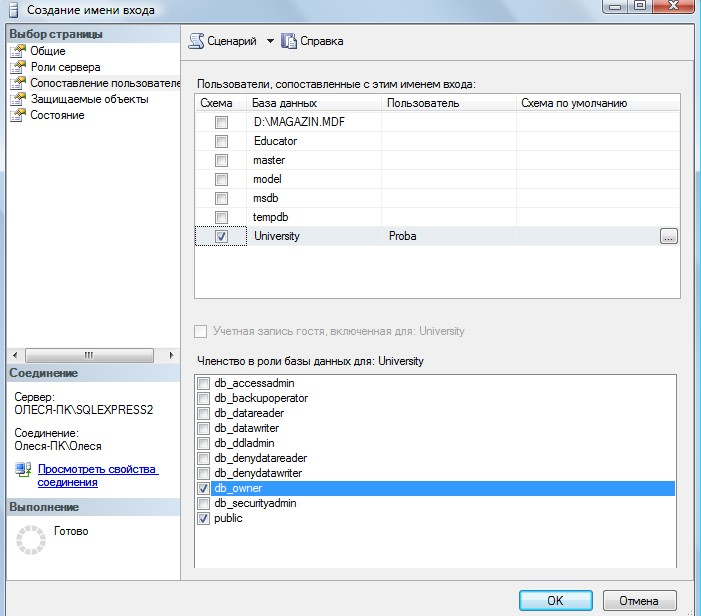 Создание имени входа
Выбор страницы
Общие
Роли сервера
Сопоставление пользователе
Защищаемые объекты
Состояние
Сценарий Справка
Пользователи, сопоставленные с этим именем входа:
Схема База данных Пользователь Схема по умолчанию
D:\MAGAZIN.MDF
Educator
master
model
msdb
tempdb
University Proba ...
Учетная запись гостя, включенная для: University
Членство в роли базы данных для: University
db_accessadmin
db_backupoperator
db_datareader
db_datawriter
db_ddladmin
db_denydatareader
db_denydatawriter
db_owner
db_securityadmin
public
Соединение
Сервер:
ОЛЕСЯ-ПК\SQLEXPRESS2
Соединение:
Олеся-ПК\Олеся
Просмотреть свойства
соединения
Выполнение
Готово
OK Отмена